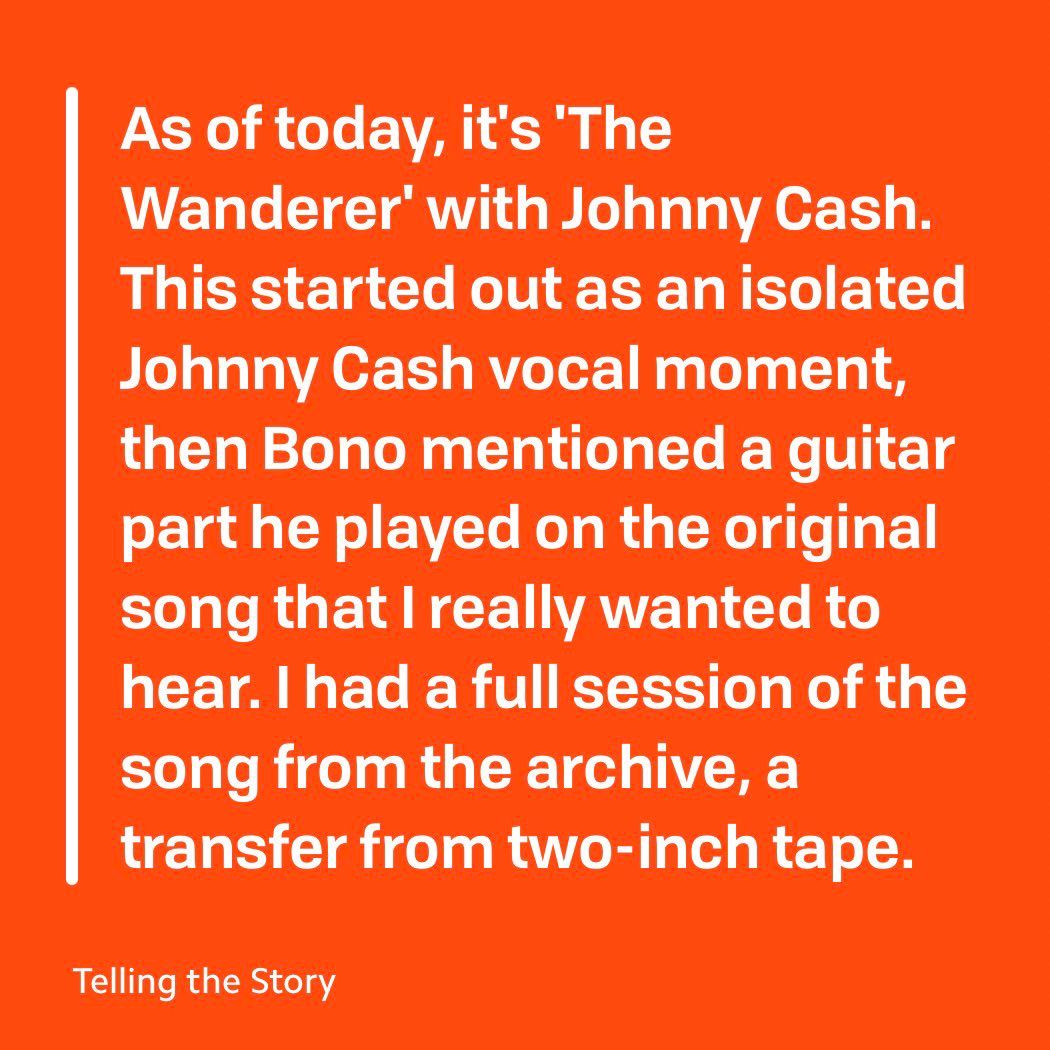 As of today, it's 'The
Wanderer' with Johnny Cash.
This started out as an isolated
Johnny Cash vocal moment,
then Bono mentioned a guitar
part he played on the original
song that I really wanted to
hear. I had a full session of the
song from the archive, a
transfer from two-inch tape.
Telling the Story